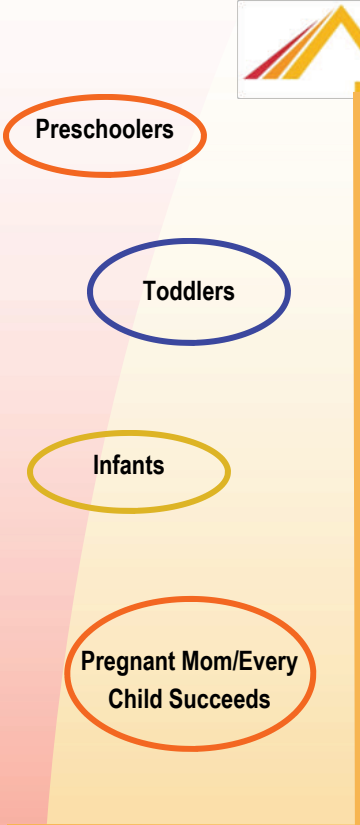 Preschoolers
Toddlers
Infants
Pregnant Mom/Every
Child Succeeds